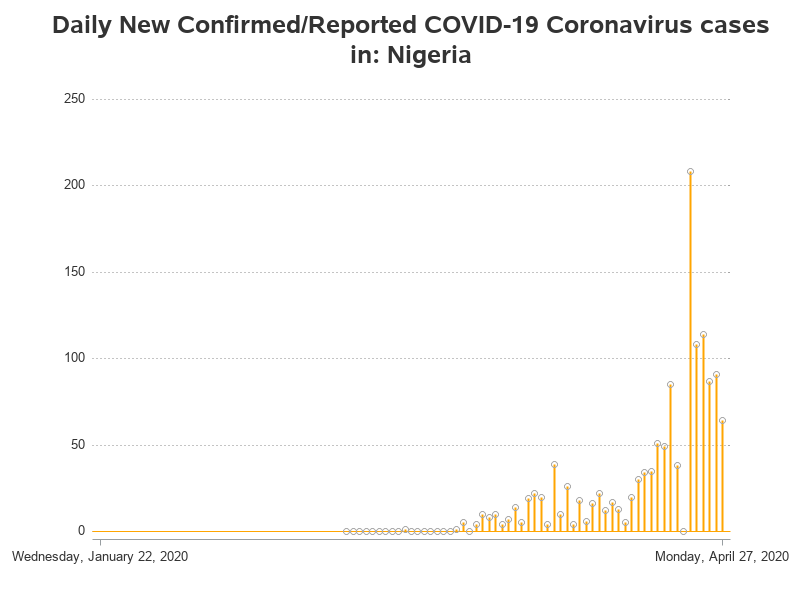 Daily New Confirmed/Reported COVID-19 Coronavirus cases
in: Nigeria
250
200
150
100
50
0
Wednesday, January 22, 2020
Monday, April 27, 2020